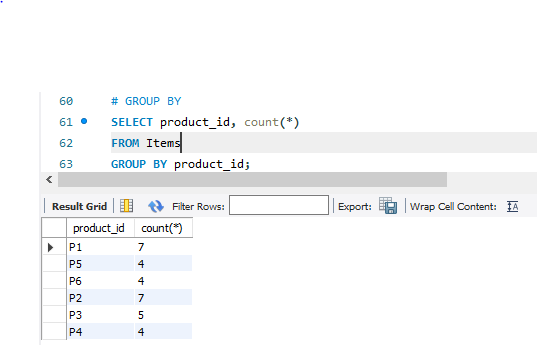 60 # GROUP BY
61 SELECT product_id, count(*)
62 FROM Items
63 GROUP BY product_id;
Result Grid Filter Rows: Export: Wrap Cell Content: IA
product_id count(*)
P1 7
P5 4
P6 4
P2 7
P3 5
P4 4